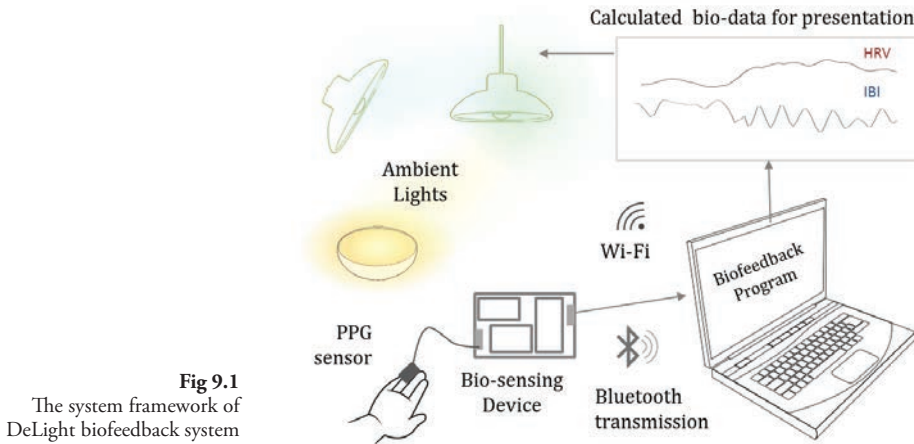 Calculated bio-data for presentation
HRV
IBI
Ambient
Lights
Wi-Fi
Biofeedback
Program
PPG
sensor
Bio-sensing
Device
Bluetooth
transmission
Fig 9.1
The system framework of
DeLight biofeedback system